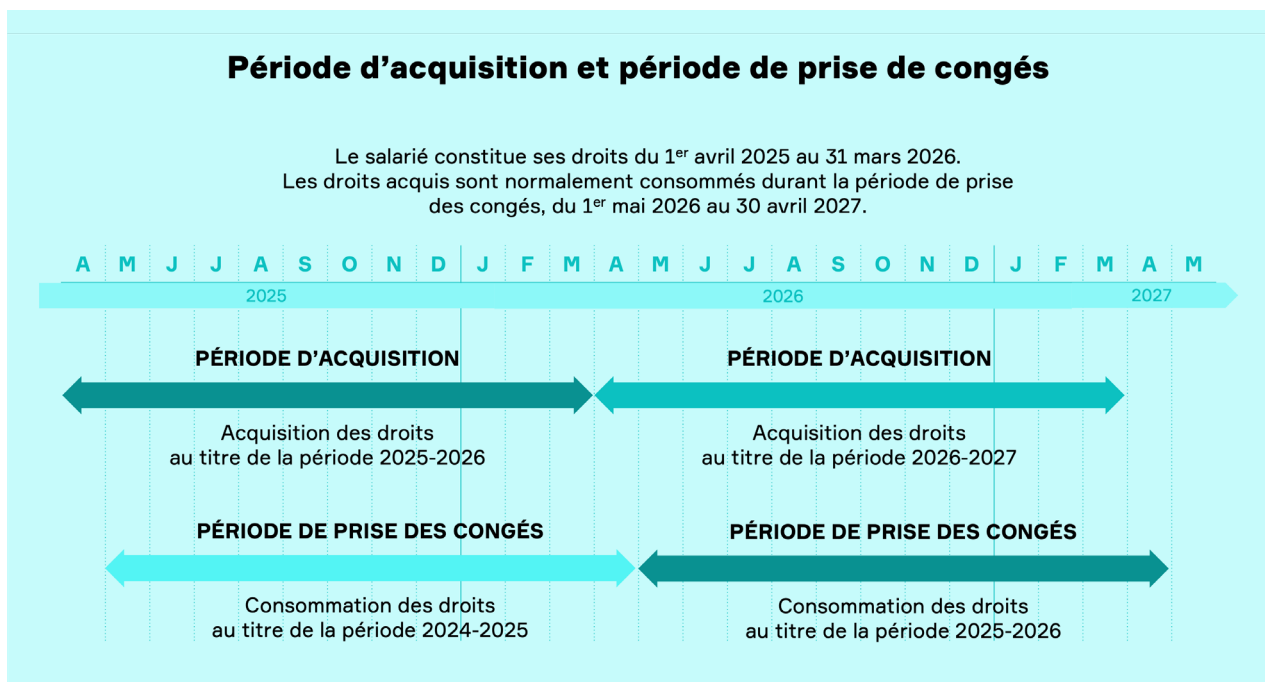 Période d’acquisition et période de prise de congés
Le salarié constitue ses droits du 1er avril 2025 au 31 mars 2026.
Les droits acquis sont normalement consommés durant la période de prise
des congés, du 1er mai 2026 au 30 avril 2027.
A M J J A S O N D J F M A M J J A S O N D J F M A M
2025 2026 2027
PÉRIODE D’ACQUISITION PÉRIODE D’ACQUISITION
Acquisition des droits Acquisition des droits
au titre de la période 2025-2026 au titre de la période 2026-2027
PÉRIODE DE PRISE DES CONGÉS PÉRIODE DE PRISE DES CONGÉS
Consommation des droits Consommation des droits
au titre de la période 2024-2025 au titre de la période 2025-2026